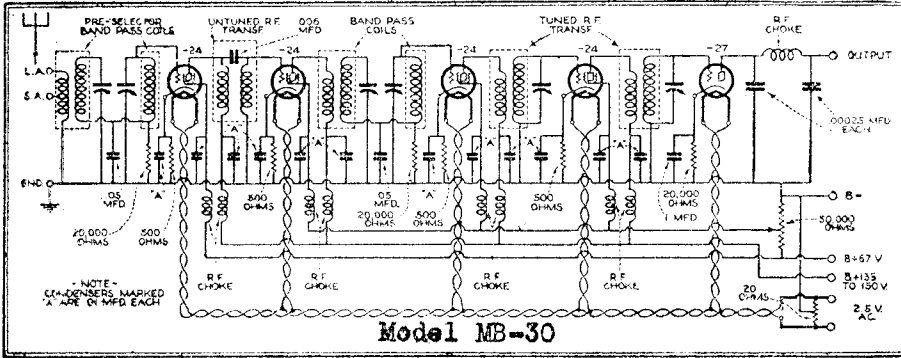 PRE-SELECTOR
BAND PASS COILS
UNTUNED R.F.
TRANSF.
.006
MFD
BAND PASS
COILS
TUNED R.F.
TRANSF
R.F.
CHOKE
-24
-24
-24
-24
-27
OUTPUT
L.A.
S.A.
.00025 MFD
EACH
"A"
"A"
"A"
"A"
"A"
"A"
GND.
.05
MFD.
"A"
500
OHMS
20,000
OHMS
800
OHMS
.05
MFD
20,000
OHMS
"A"
500
OHMS
500
OHMS
20,000
OHMS
1 MFD
B-
50,000
OHMS
B+67 V
B+135
TO 150 V.
R.F.
CHOKE
R.F.
CHOKE
R.F.
CHOKE
R.F.
CHOKE
20
OHMS
2.5 V.
A.C.
-NOTE-
CONDENSERS MARKED
"A" ARE .01 MFD. EACH
Model MB-30